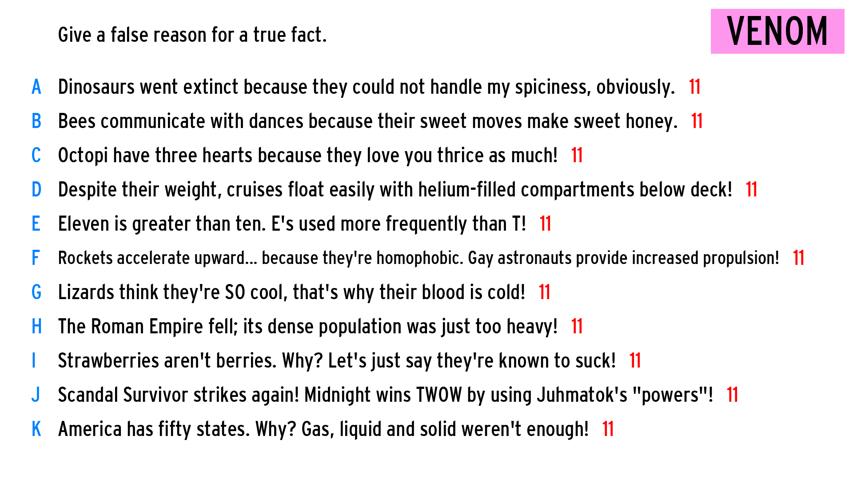 Give a false reason for a true fact.
VENOM
A Dinosaurs went extinct because they could not handle my spiciness, obviously. 11
B Bees communicate with dances because their sweet moves make sweet honey. 11
C Octopi have three hearts because they love you thrice as much! 11
D Despite their weight, cruises float easily with helium-filled compartments below deck! 11
E Eleven is greater than ten. E's used more frequently than T! 11
F Rockets accelerate upward... because they're homophobic. Gay astronauts provide increased propulsion! 11
G Lizards think they're SO cool, that's why their blood is cold! 11
H The Roman Empire fell; its dense population was just too heavy! 11
I Strawberries aren't berries. Why? Let's just say they're known to suck! 11
J Scandal Survivor strikes again! Midnight wins TWOW by using Juhmatok's "powers"! 11
K America has fifty states. Why? Gas, liquid and solid weren't enough! 11